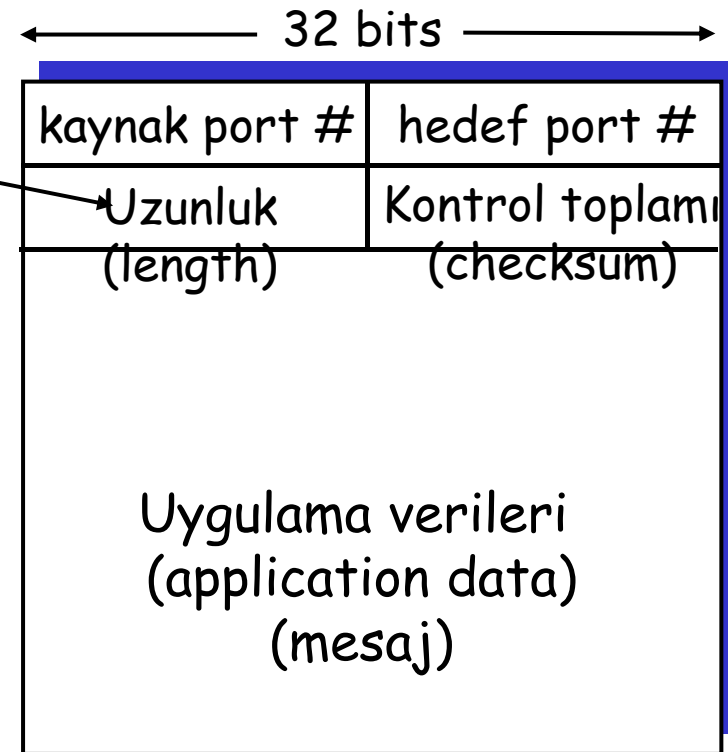 32 bits
kaynak port #
hedef port #
Uzunluk
(length)
Kontrol toplamı
(checksum)
Uygulama verileri
(application data)
(mesaj)